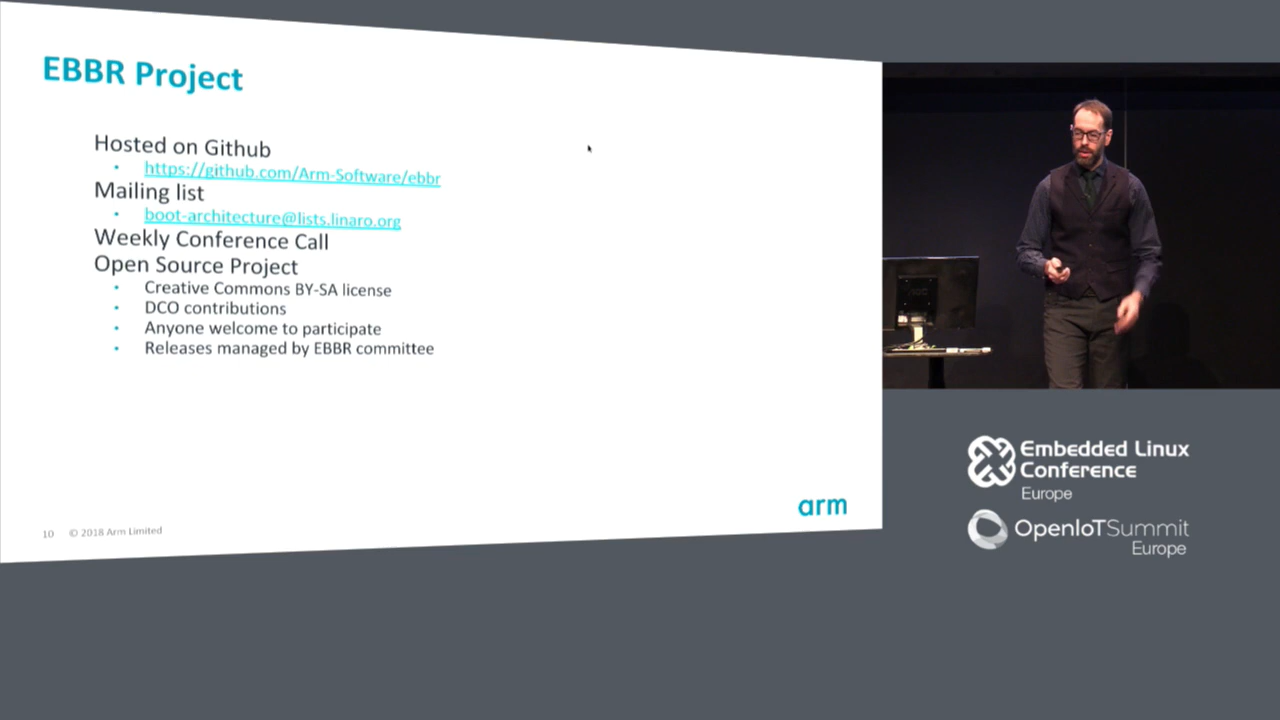 EBBR Project
Hosted on Github
• https://github.com/Arm-Software/ebbr
Mailing list
• boot-architecture@lists.linaro.org
Weekly Conference Call
Open Source Project
• Creative Commons BY-SA license
• DCO contributions
• Anyone welcome to participate
• Releases managed by EBBR committee
10 © 2018 Arm Limited
arm
Embedded Linux
Conference
Europe
OpenIoTSummit
Europe